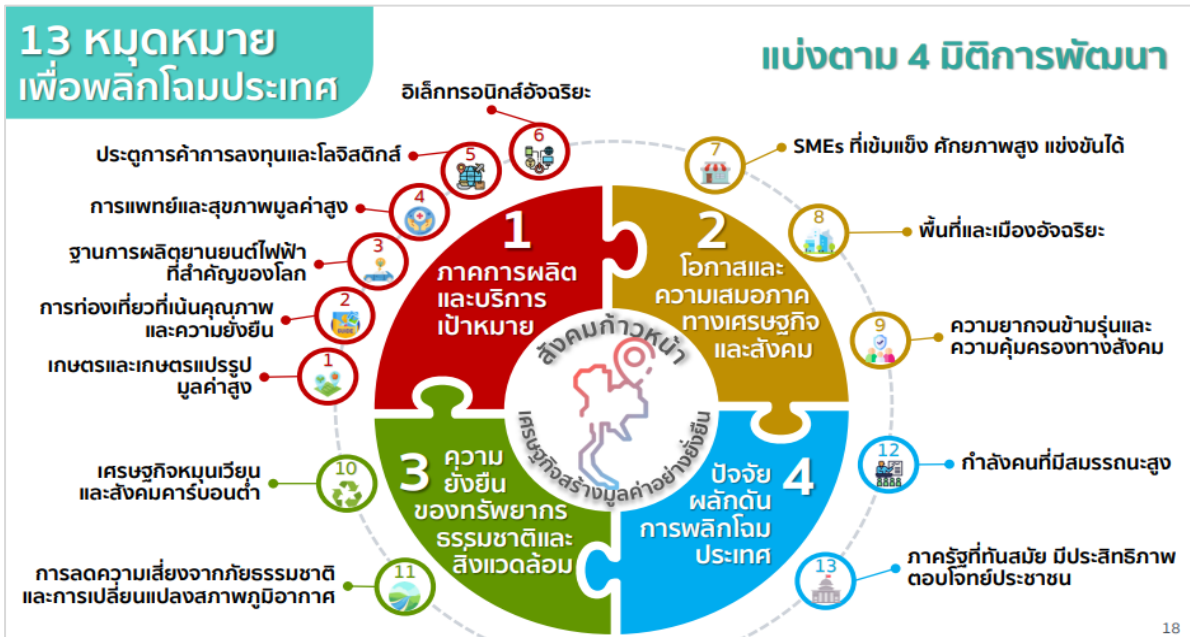 13 หมุดหมาย
เพื่อพลิกโฉมประเทศ
แบ่งตาม 4 มิติการพัฒนา
อิเล็กทรอนิกส์อัจฉริยะ
6
ประตูการค้าการลงทุนและโลจิสติกส์
5
การแพทย์และสุขภาพมูลค่าสูง
4
ฐานการผลิตยานยนต์ไฟฟ้า
ที่สำคัญของโลก
3
การท่องเที่ยวที่เน้นคุณภาพ
และความยั่งยืน
2
เกษตรและเกษตรแปรรูป
มูลค่าสูง
1
1
ภาคการผลิต
และบริการ
เป้าหมาย
2
โอกาสและ
ความเสมอภาค
ทางเศรษฐกิจ
และสังคม
7
SMEs ที่เข้มแข็ง ศักยภาพสูง แข่งขันได้
8
พื้นที่และเมืองอัจฉริยะ
9
ความยากจนข้ามรุ่นและ
ความคุ้มครองทางสังคม
สังคมก้าวหน้า
เศรษฐกิจสร้างมูลค่าอย่างยั่งยืน
เศรษฐกิจหมุนเวียน
และสังคมคาร์บอนต่ำ
10
การลดความเสี่ยงจากภัยธรรมชาติ
และการเปลี่ยนแปลงสภาพภูมิอากาศ
11
3
ความ
ยั่งยืน
ของทรัพยากร
ธรรมชาติและ
สิ่งแวดล้อม
4
ปัจจัย
ผลักดัน
การพลิกโฉม
ประเทศ
12
กำลังคนที่มีสมรรถนะสูง
13
ภาครัฐที่ทันสมัย มีประสิทธิภาพ
ตอบโจทย์ประชาชน
18